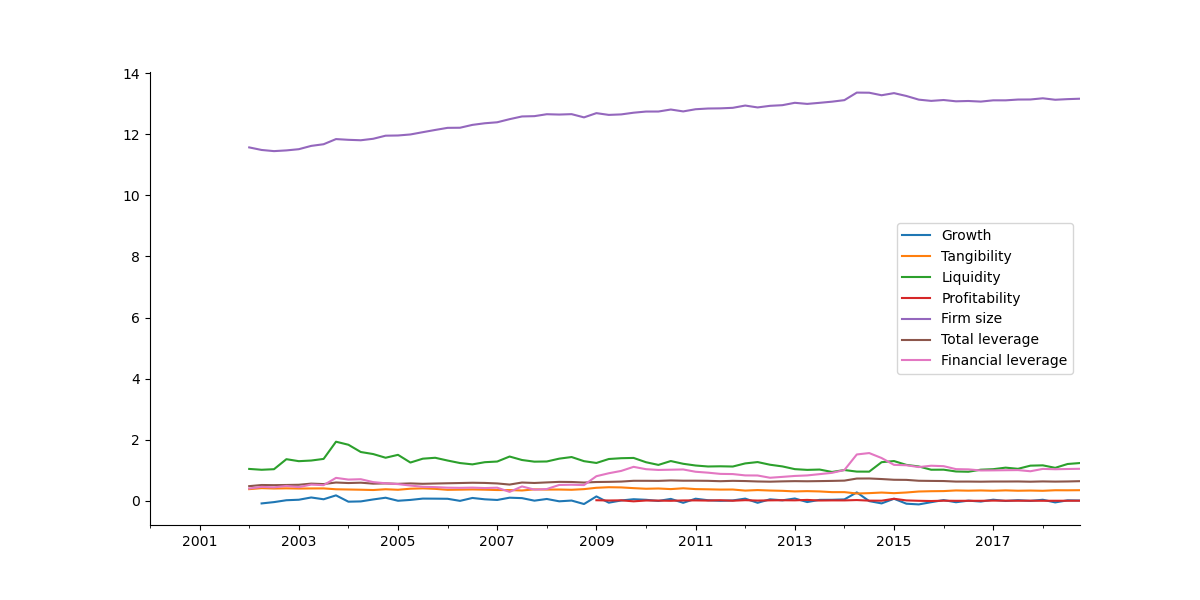 14
12
10
8
6
4
2
0
Growth
Tangibility
Liquidity
Profitability
Firm size
Total leverage
Financial leverage
2001 2003 2005 2007 2009 2011 2013 2015 2017